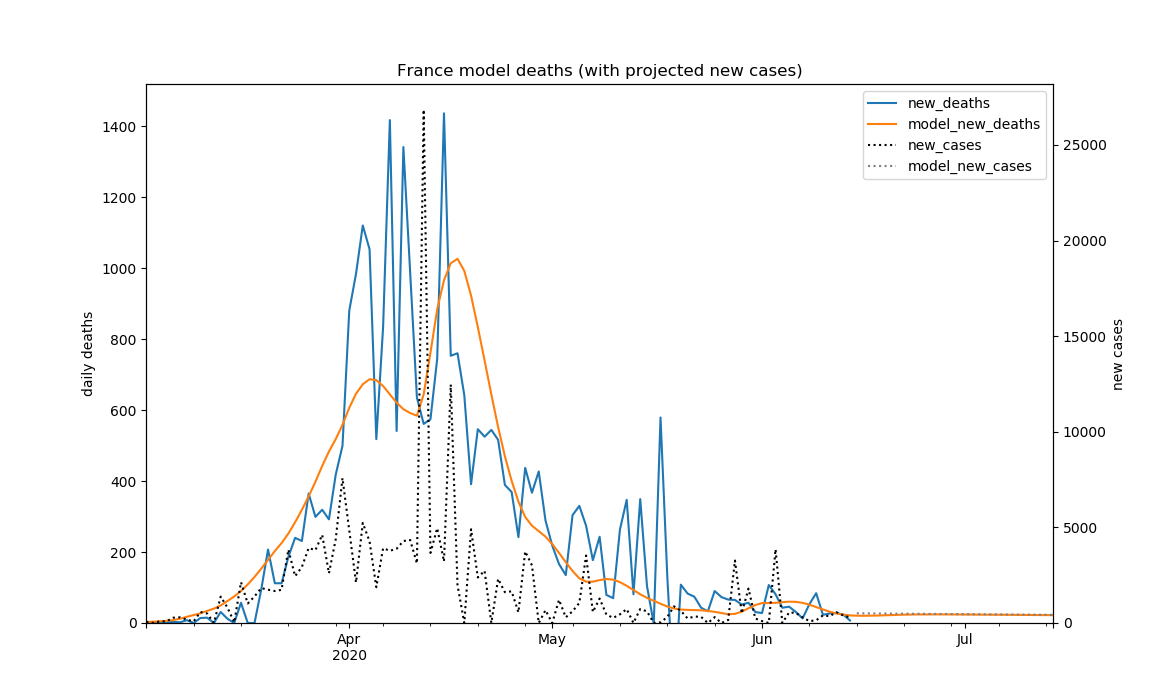 France model deaths (with projected new cases)
new_deaths
model_new_deaths
new_cases
model_new_cases
1400
1200
1000
800
600
400
200
0
daily deaths
25000
20000
15000
10000
5000
0
new cases
Apr
2020
May
Jun
Jul